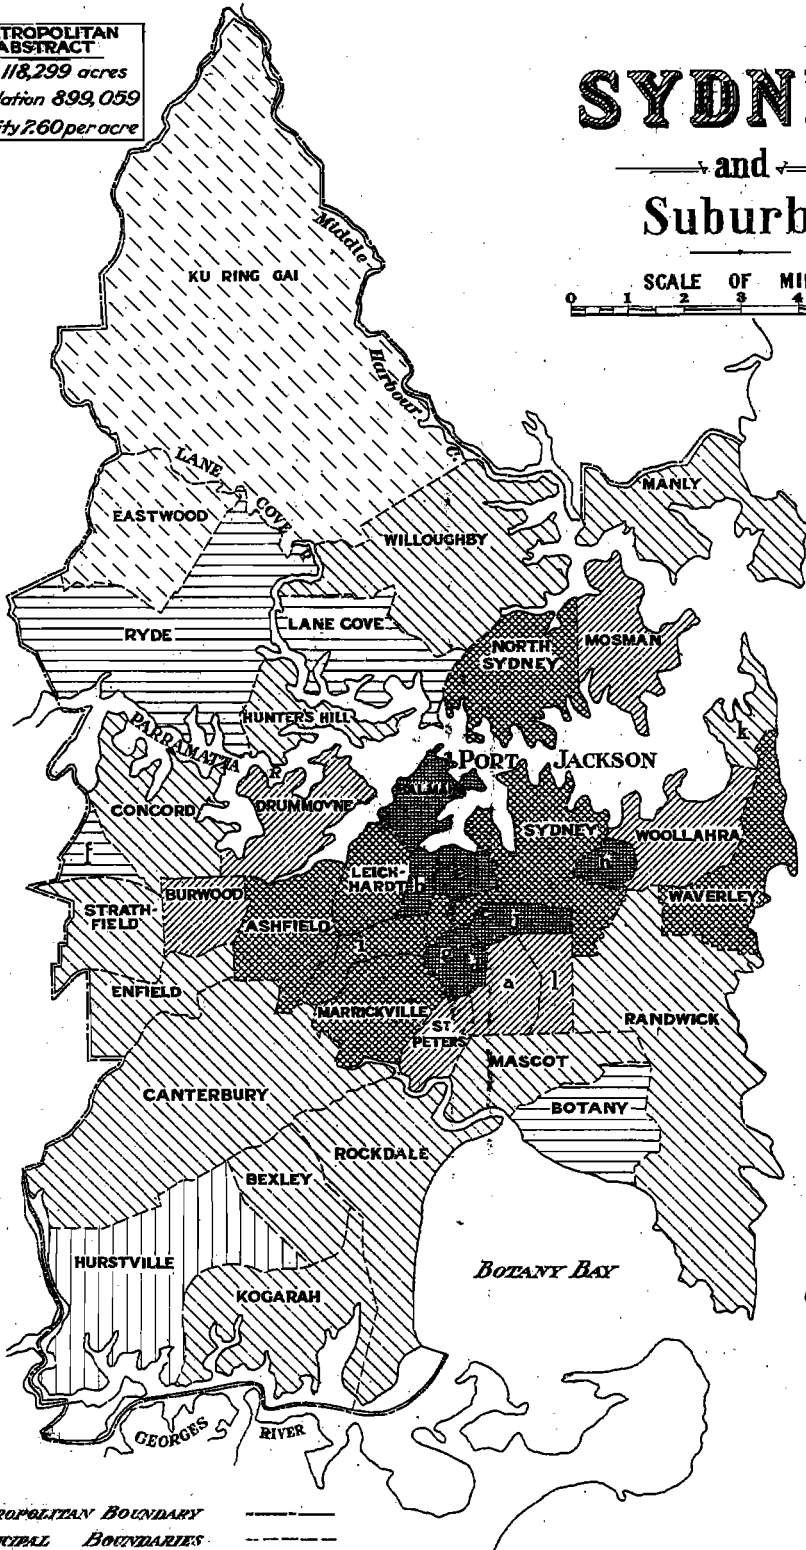 TROPOLITAN
ABSTRACT
118,299 acres
lation 899,059
ity 7.60 per acre
SYDN
and
Suburb
SCALE OF MI
0 1 2 3 4
Middle
KU RING GAI
Harbour
C.
LANE
COVE
MANLY
EASTWOOD
WILLOUGHBY
RYDE
LANE COVE
NORTH
SYDNEY
MOSMAN
HUNTER'S HILL
k
PARRAMATTA
R.
PORT JACKSON
CONCORD
DRUMMOYNE
BALMAIN
SYDNEY
WOOLLAHRA
f
LEICH-
HARDT
b
h
BURWOOD
WAVERLEY
STRATH-
FIELD
ASHFIELD
j
i
a
l
ENFIELD
MARRICKVILLE
ST
PETERS
RANDWICK
MASCOT
CANTERBURY
BOTANY
ROCKDALE
BEXLEY
HURSTVILLE
BOTANY BAY
KOGARAH
GEORGES
RIVER
ROPOLITAN BOUNDARY
CIPAL BOUNDARIES